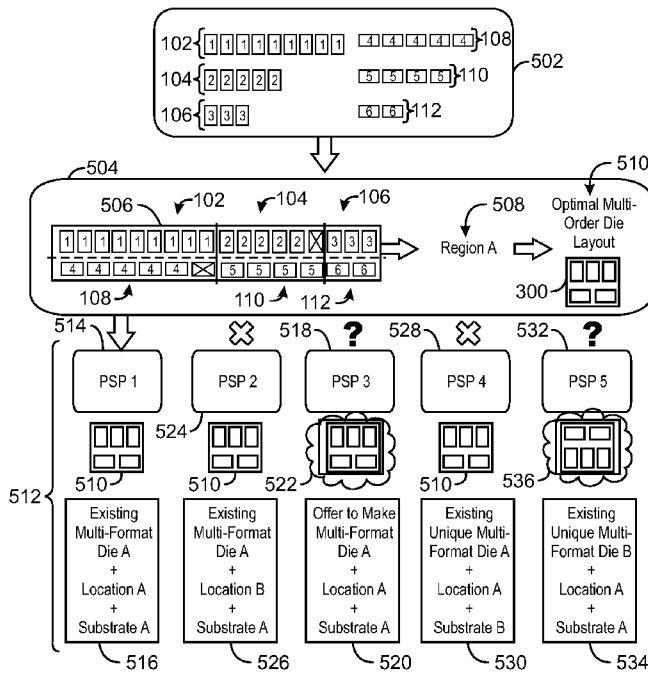 102 1 1 1 1 1 1 1 1 1 4 4 4 4 4 108
104 2 2 2 2 2 5 5 5 5 110
502
106 3 3 3 6 6 112
504 510
102 104 106
506 508 Optimal Multi-
Order Die
Layout
1 1 1 1 1 1 1 1 1 2 2 2 2 2 3 3 3
Region A
4 4 4 4 4 5 5 5 5 6 6
300
108 110 112
514 518 ? 528 532 ?
PSP 1 PSP 2 PSP 3 PSP 4 PSP 5
524
510 510 522 510 536
512
Existing
Multi-Format
Die A
+
Location A
+
Substrate A
Existing
Multi-Format
Die A
+
Location B
+
Substrate A
Offer to Make
Multi-Format
Die A
+
Location A
+
Substrate A
Existing
Unique Multi-
Format Die A
+
Location A
+
Substrate B
Existing
Unique Multi-
Format Die B
+
Location A
+
Substrate A
516 526 520 530 534